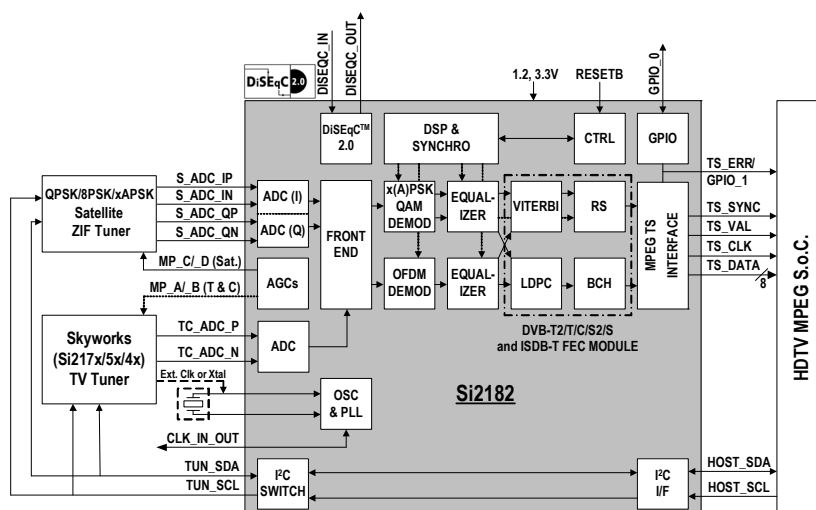 DiSEqC 2.0
DISEQC_IN
DISEQC_OUT
1.2, 3.3V
RESETB
GPIO_0
DiSEqC™
2.0
DSP &
SYNCHRO
CTRL
GPIO
TS_ERR/
GPIO_1
QPSK/8PSK/xAPSK
Satellite
ZIF Tuner
S_ADC_IP
S_ADC_IN
S_ADC_QP
S_ADC_QN
ADC (I)
ADC (Q)
FRONT
END
x(A)PSK
QAM
DEMOD
EQUAL-
IZER
VITERBI
RS
MPEG TS
INTERFACE
TS_SYNC
TS_VAL
TS_CLK
TS_DATA
8
HDTV MPEG S.o.C.
MP_C/_D (Sat.)
AGCs
OFDM
DEMOD
EQUAL-
IZER
LDPC
BCH
MP_A/_B (T & C)
Skyworks
(Si217x/5x/4x)
TV Tuner
TC_ADC_P
TC_ADC_N
ADC
DVB-T2/T/C/S2/S
and ISDB-T FEC MODULE
Ext. Clk or Xtal
OSC
& PLL
Si2182
CLK_IN_OUT
TUN_SDA
TUN_SCL
I²C
SWITCH
I²C
I/F
HOST_SDA
HOST_SCL